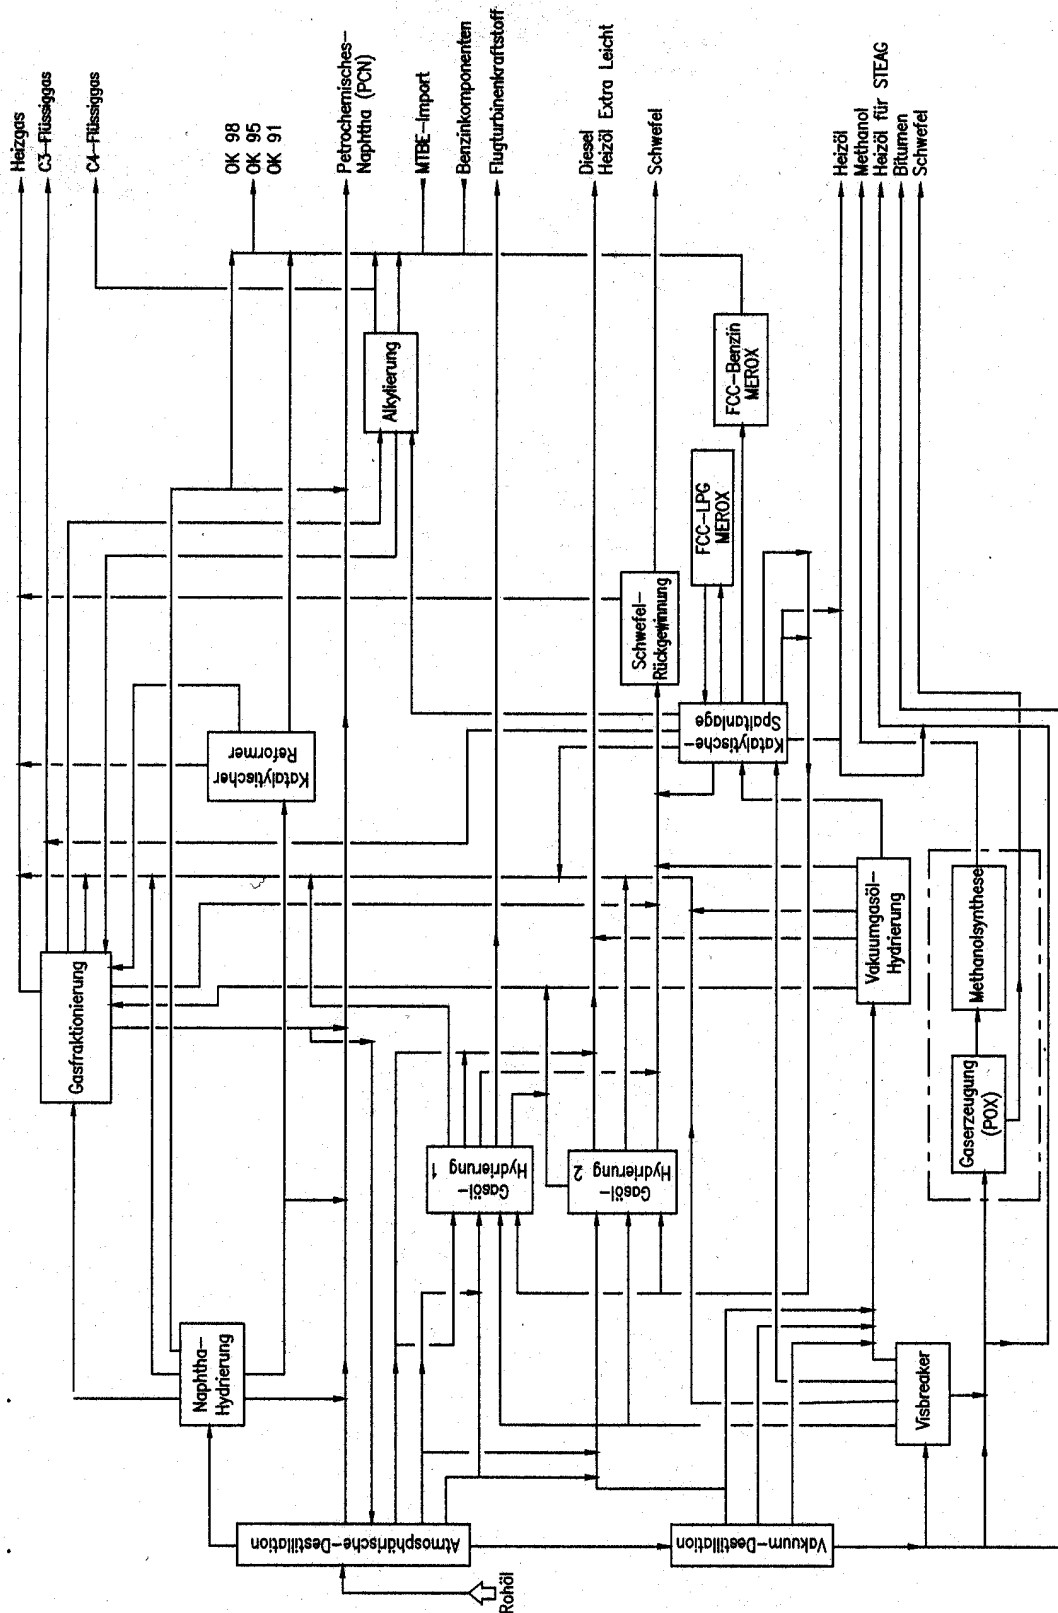 Heizgas
C3-Flüssiggas
C4-Flüssiggas
OK 98
OK 95
OK 91
Petrochemisches-
Naphtha (PCN)
MTBE-Import
Benzinkomponenten
Flugturbinenkraftstoff
Diesel
Heizöl Extra Leicht
Schwefel
Heizöl
Methanol
Heizöl für STEAG
Bitumen
Schwefel
Alkylierung
FCC-Benzin
MEROX
FCC-LPG
MEROX
Schwefel-
Rückgewinnung
Katalytische-
Spaltanlage
Katalytischer
Reformer
Gasfraktionierung
Vakuumgasöl-
Hydrierung
Methanolsynthese
Gaserzeugung
(POX)
Gasöl-
Hydrierung 1
Gasöl-
Hydrierung 2
Naphtha-
Hydrierung
Visbreaker
Atmosphärische-Destillation
Vakuum-Destillation
Rohöl